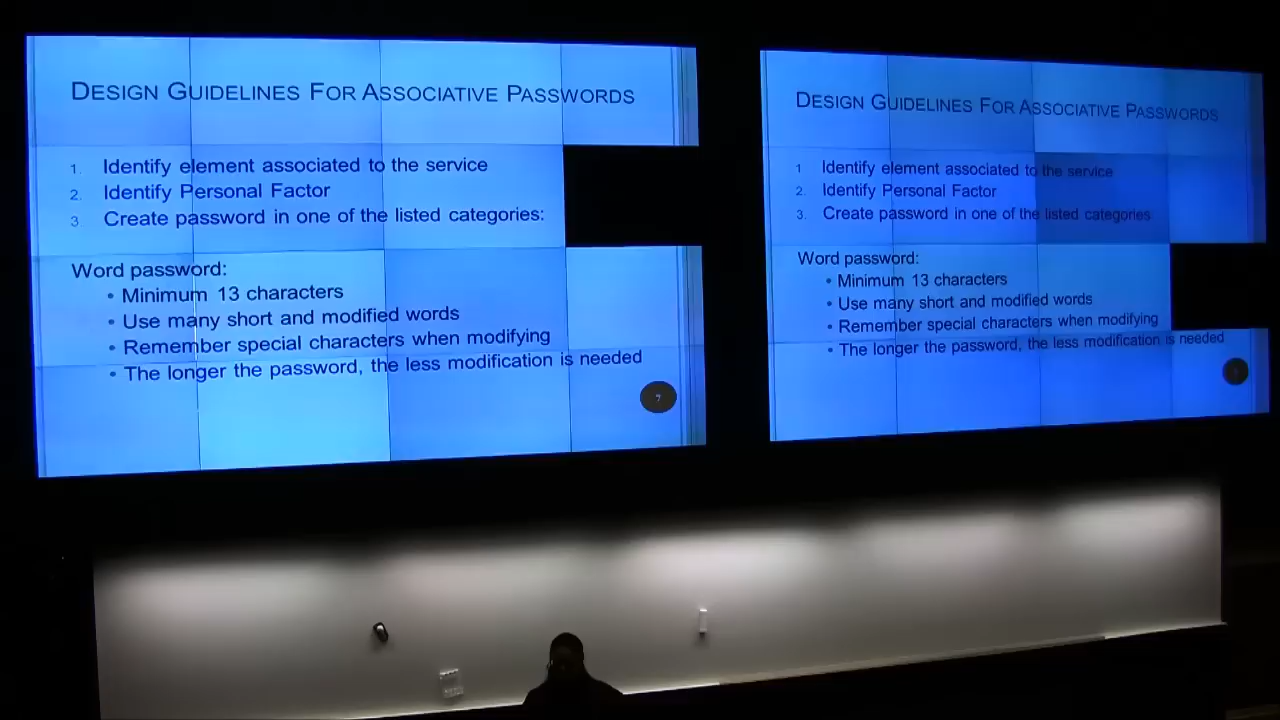 DESIGN GUIDELINES FOR ASSOCIATIVE PASSWORDS
1. Identify element associated to the service
2. Identify Personal Factor
3. Create password in one of the listed categories:
Word password:
• Minimum 13 characters
• Use many short and modified words
• Remember special characters when modifying
• The longer the password, the less modification is needed
7
DESIGN GUIDELINES FOR ASSOCIATIVE PASSWORDS
1 Identify element associated to the service
2. Identify Personal Factor
3. Create password in one of the listed categories
Word password:
• Minimum 13 characters
• Use many short and modified words
• Remember special characters when modifying
• The longer the password, the less modification is needed